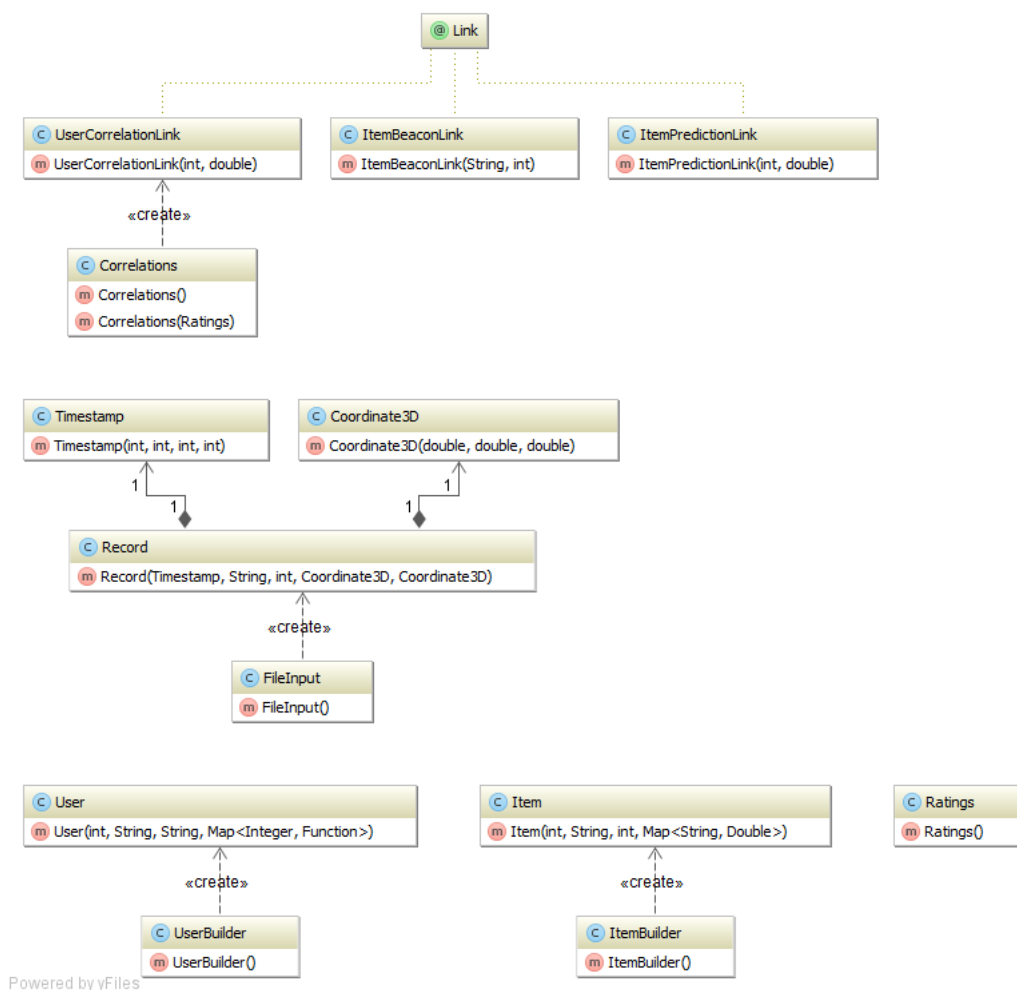 @ Link
C UserCorrelationLink
m UserCorrelationLink(int, double)
C ItemBeaconLink
m ItemBeaconLink(String, int)
C ItemPredictionLink
m ItemPredictionLink(int, double)
«create»
C Correlations
m Correlations()
m Correlations(Ratings)
C Timestamp
m Timestamp(int, int, int, int)
C Coordinate3D
m Coordinate3D(double, double, double)
1
1
1
1
C Record
m Record(Timestamp, String, int, Coordinate3D, Coordinate3D)
«create»
C FileInput
m FileInput()
C User
m User(int, String, String, Map<Integer, Function>)
C Item
m Item(int, String, int, Map<String, Double>)
C Ratings
m Ratings()
«create»
«create»
C UserBuilder
m UserBuilder()
C ItemBuilder
m ItemBuilder()
Powered by yFiles